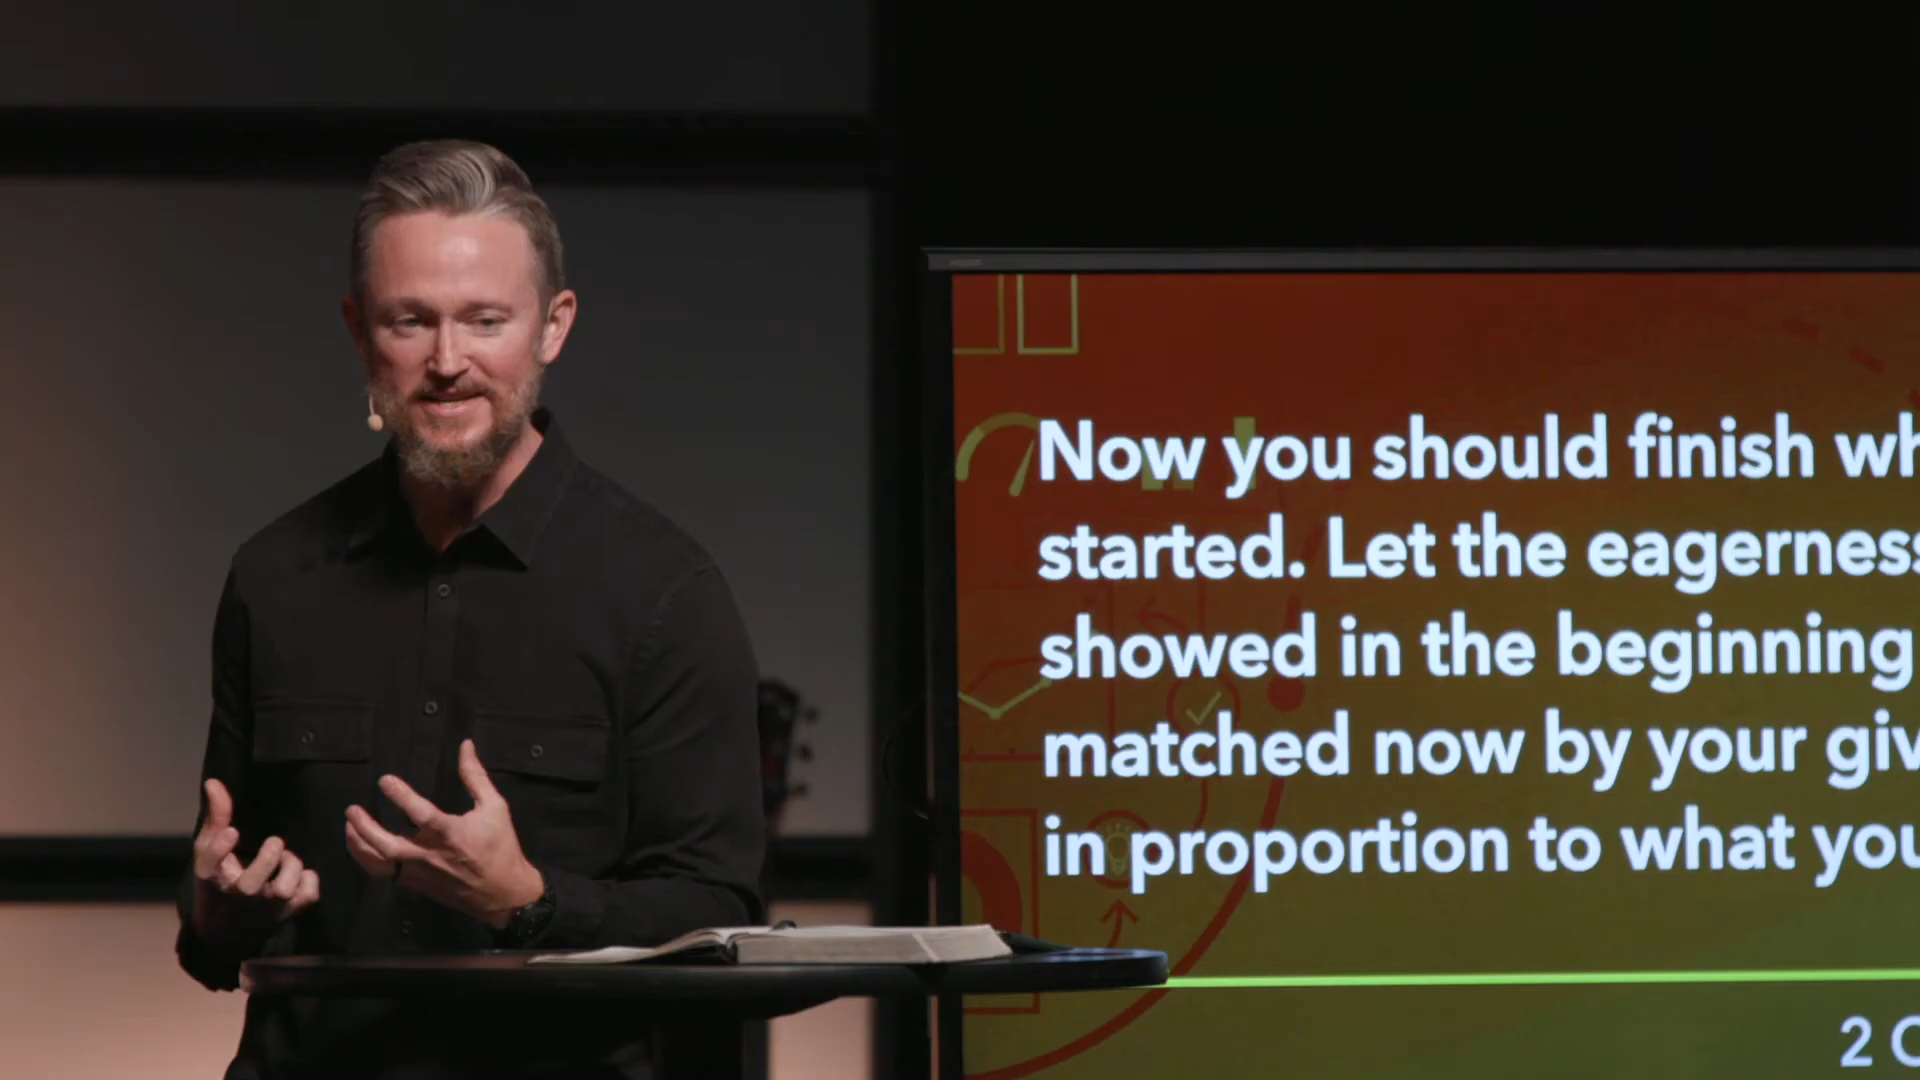 Now you should finish wh
started. Let the eagerness
showed in the beginning
matched now by your giv
in proportion to what you
2 C